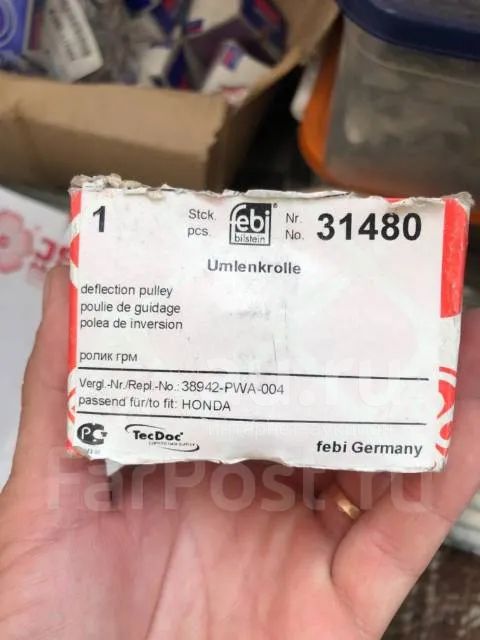 1 Stck. pcs. febi bilstein ® Nr. No. 31480
Umlenkrolle
deflection pulley
poulie de guidage
polea de inversion
ролик грм
Vergl.-Nr./Repl.-No.: 38942-PWA-004
passend für/to fit: HONDA
TecDoc
febi Germany
FarPost.ru